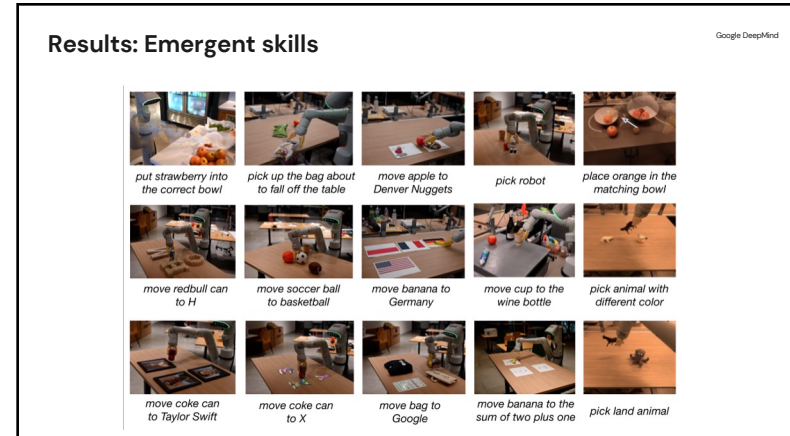 Results: Emergent skills
Google DeepMind
put strawberry into
the correct bowl
pick up the bag about
to fall off the table
move apple to
Denver Nuggets
pick robot
place orange in the
matching bowl
move redbull can
to H
move soccer ball
to basketball
move banana to
Germany
move cup to the
wine bottle
pick animal with
different color
move coke can
to Taylor Swift
move coke can
to X
move bag to
Google
move banana to the
sum of two plus one
pick land animal